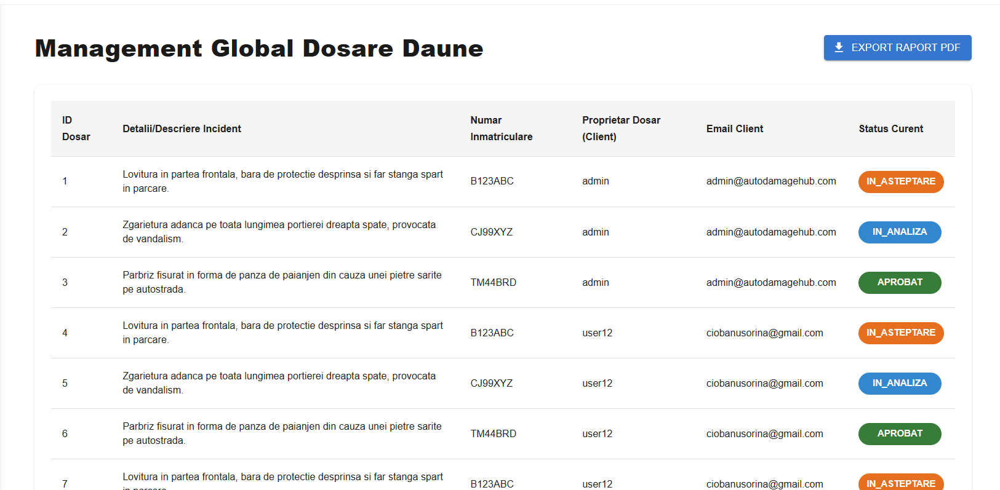 Management Global Dosare Daune
EXPORT RAPORT PDF
ID Dosar
Detalii/Descriere Incident
Numar Inmatriculare
Proprietar Dosar (Client)
Email Client
Status Curent
1
Lovitura in partea frontala, bara de protectie desprinsa si far stanga spart
in parcare.
B123ABC
admin
admin@autodamagehub.com
IN_ASTEPTARE
2
Zgarietura adanca pe toata lungimea portierei dreapta spate, provocata
de vandalism.
CJ99XYZ
admin
admin@autodamagehub.com
IN_ANALIZA
3
Parbriz fisurat in forma de panza de paianjen din cauza unei pietre sarite
pe autostrada.
TM44BRD
admin
admin@autodamagehub.com
APROBAT
4
Lovitura in partea frontala, bara de protectie desprinsa si far stanga spart
in parcare.
B123ABC
user12
ciobanusorina@gmail.com
IN_ASTEPTARE
5
Zgarietura adanca pe toata lungimea portierei dreapta spate, provocata
de vandalism.
CJ99XYZ
user12
ciobanusorina@gmail.com
IN_ANALIZA
6
Parbriz fisurat in forma de panza de paianjen din cauza unei pietre sarite
pe autostrada.
TM44BRD
user12
ciobanusorina@gmail.com
APROBAT
7
Lovitura in partea frontala, bara de protectie desprinsa si far stanga spart
in parcare.
B123ABC
user12
ciobanusorina@gmail.com
IN_ASTEPTARE